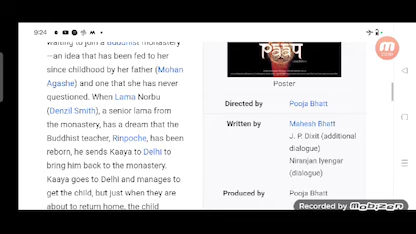 9:24
waiting to join a Buddhist monastery
—an idea that has been fed to her
since childhood by her father (Mohan
Agashe) and one that she has never
questioned. When Lama Norbu
(Denzil Smith), a senior lama from
the monastery, has a dream that the
Buddhist teacher, Rinpoche, has been
reborn, he sends Kaaya to Delhi to
bring him back to the monastery.
Kaaya goes to Delhi and manages to
get the child, but just when they are
about to return home, the child
PAAP
Poster
Directed by Pooja Bhatt
Written by Mahesh Bhatt
J. P. Dixit (additional
dialogue)
Niranjan Iyengar
(dialogue)
Produced by Pooja Bhatt
Recorded by Mobizen